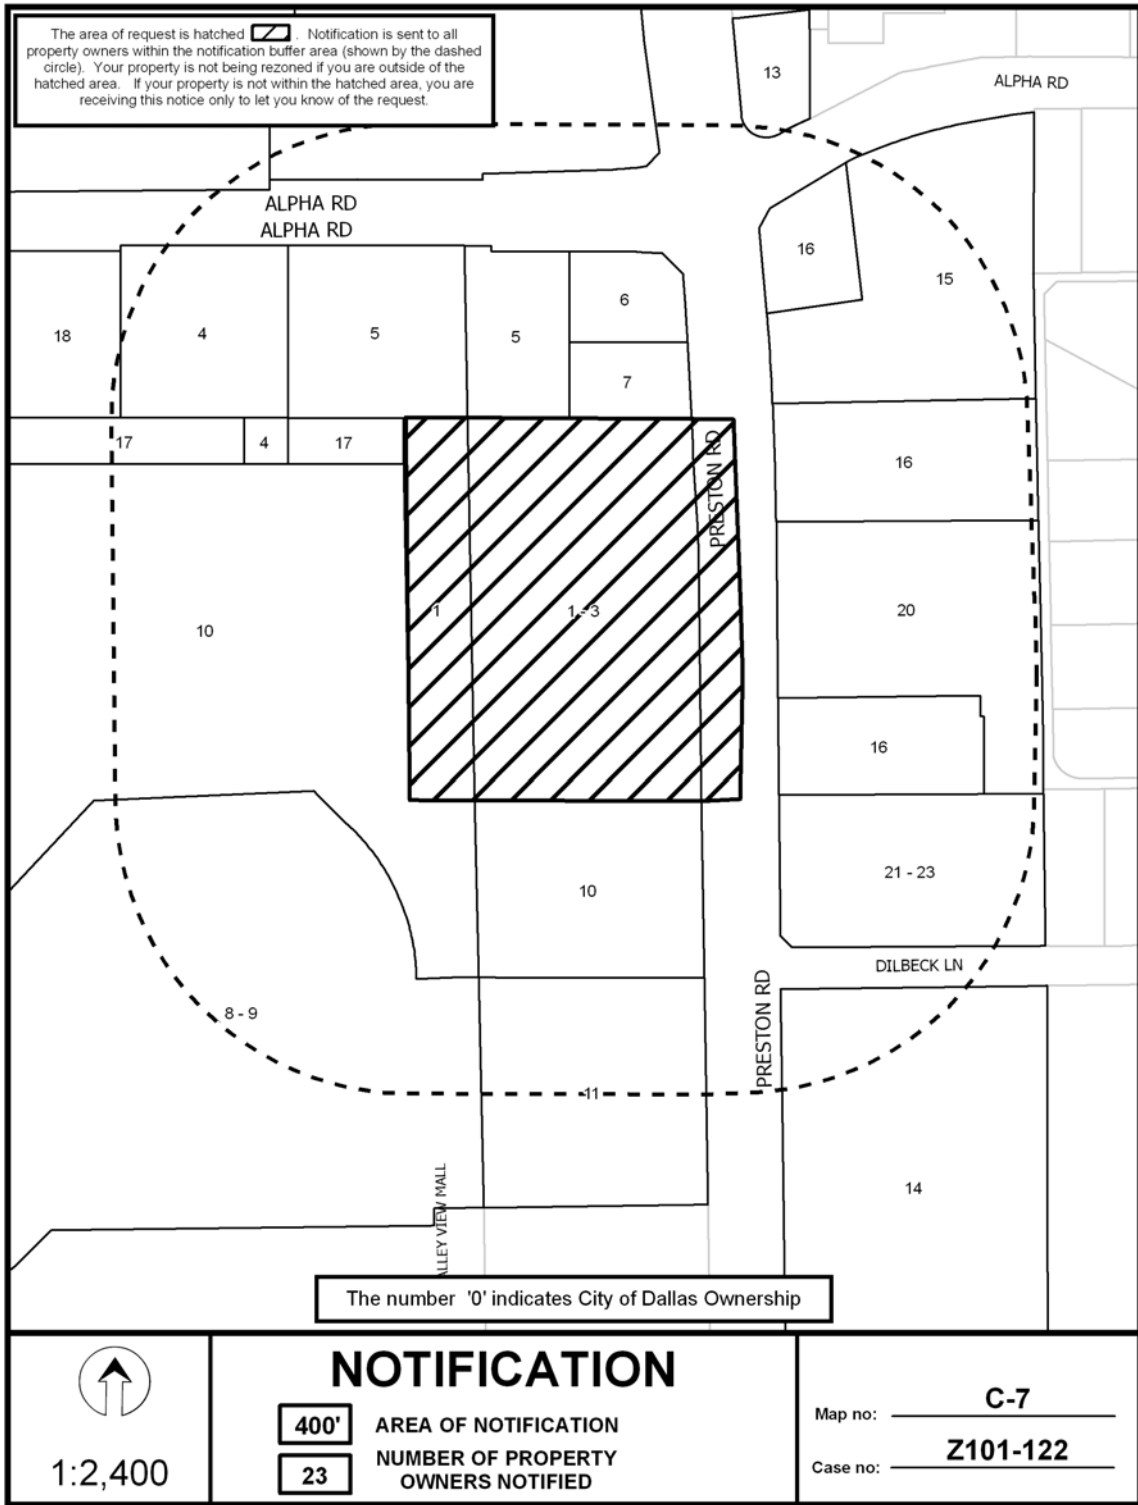 The area of request is hatched . Notification is sent to all
property owners within the notification buffer area (shown by the dashed
circle). Your property is not being rezoned if you are outside of the
hatched area. If your property is not within the hatched area, you are
receiving this notice only to let you know of the request.
13
ALPHA RD
ALPHA RD
ALPHA RD
16
15
6
18
4
5
5
7
17
4
17
16
PRESTON RD
1
1 - 3
20
10
16
21 - 23
10
DILBECK LN
PRESTON RD
8 - 9
11
14
ALLEY VIEW MALL
The number '0' indicates City of Dallas Ownership
1:2,400
NOTIFICATION
400' AREA OF NOTIFICATION
23 NUMBER OF PROPERTY
OWNERS NOTIFIED
Map no: C-7
Case no: Z101-122